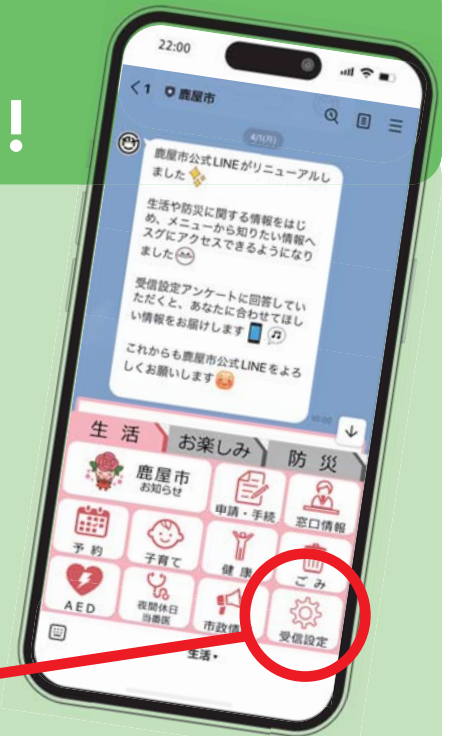 !
22:00
<1 鹿屋市
4/1(月)
鹿屋市公式LINEがリニューアルし
ました
生活や防災に関する情報をはじ
め、メニューから知りたい情報へ
スグにアクセスできるようになり
ました
受信設定アンケートに回答してい
ただくと、あなたに合わせてほし
い情報をお届けします
これからも鹿屋市公式LINEをよろ
しくお願いします
10:00
生活
お楽しみ
防災
鹿屋市
お知らせ
申請・手続
窓口情報
予約
子育て
健康
ごみ
AED
夜間休日
当番医
市政情
受信設定
生活▾